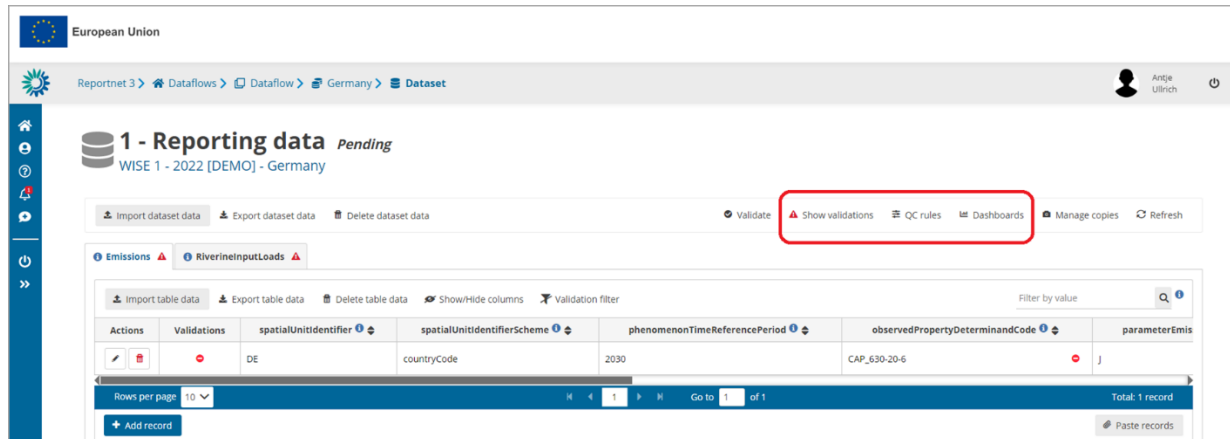 European Union
Reportnet 3 > Dataflows > Dataflow > Germany > Dataset
Antje
Ullrich
1 - Reporting data Pending
WISE 1 - 2022 [DEMO] - Germany
Import dataset data Export dataset data Delete dataset data Validate Show validations QC rules Dashboards Manage copies Refresh
Emissions RiverineInputLoads
Import table data Export table data Delete table data Show/Hide columns Validation filter Filter by value
Actions Validations spatialUnitIdentifier spatialUnitIdentifierScheme phenomenonTimeReferencePeriod observedPropertyDeterminandCode parameterEmis
DE countryCode 2030 CAP_630-20-6 J
Rows per page 10 1 Go to 1 of 1 Total: 1 record
+ Add record Paste records